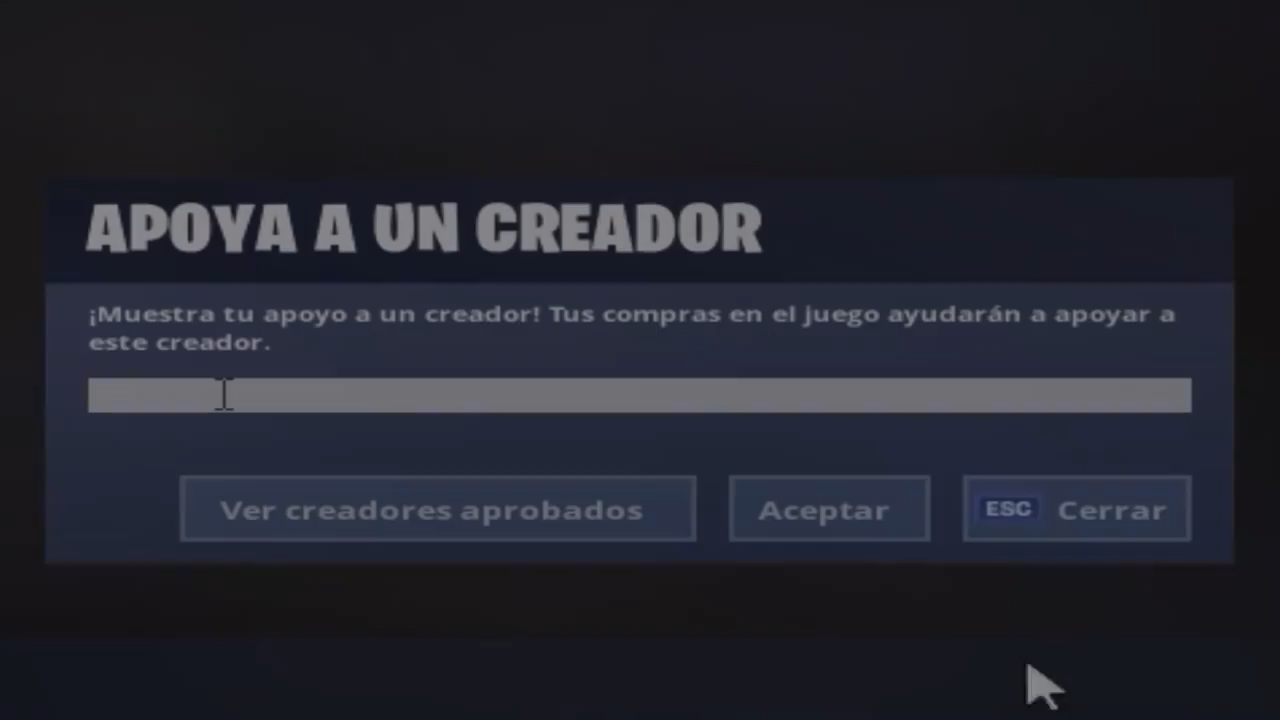 APOYA A UN CREADOR
¡Muestra tu apoyo a un creador! Tus compras en el juego ayudarán a apoyar a
este creador.
Ver creadores aprobados
Aceptar
ESC Cerrar